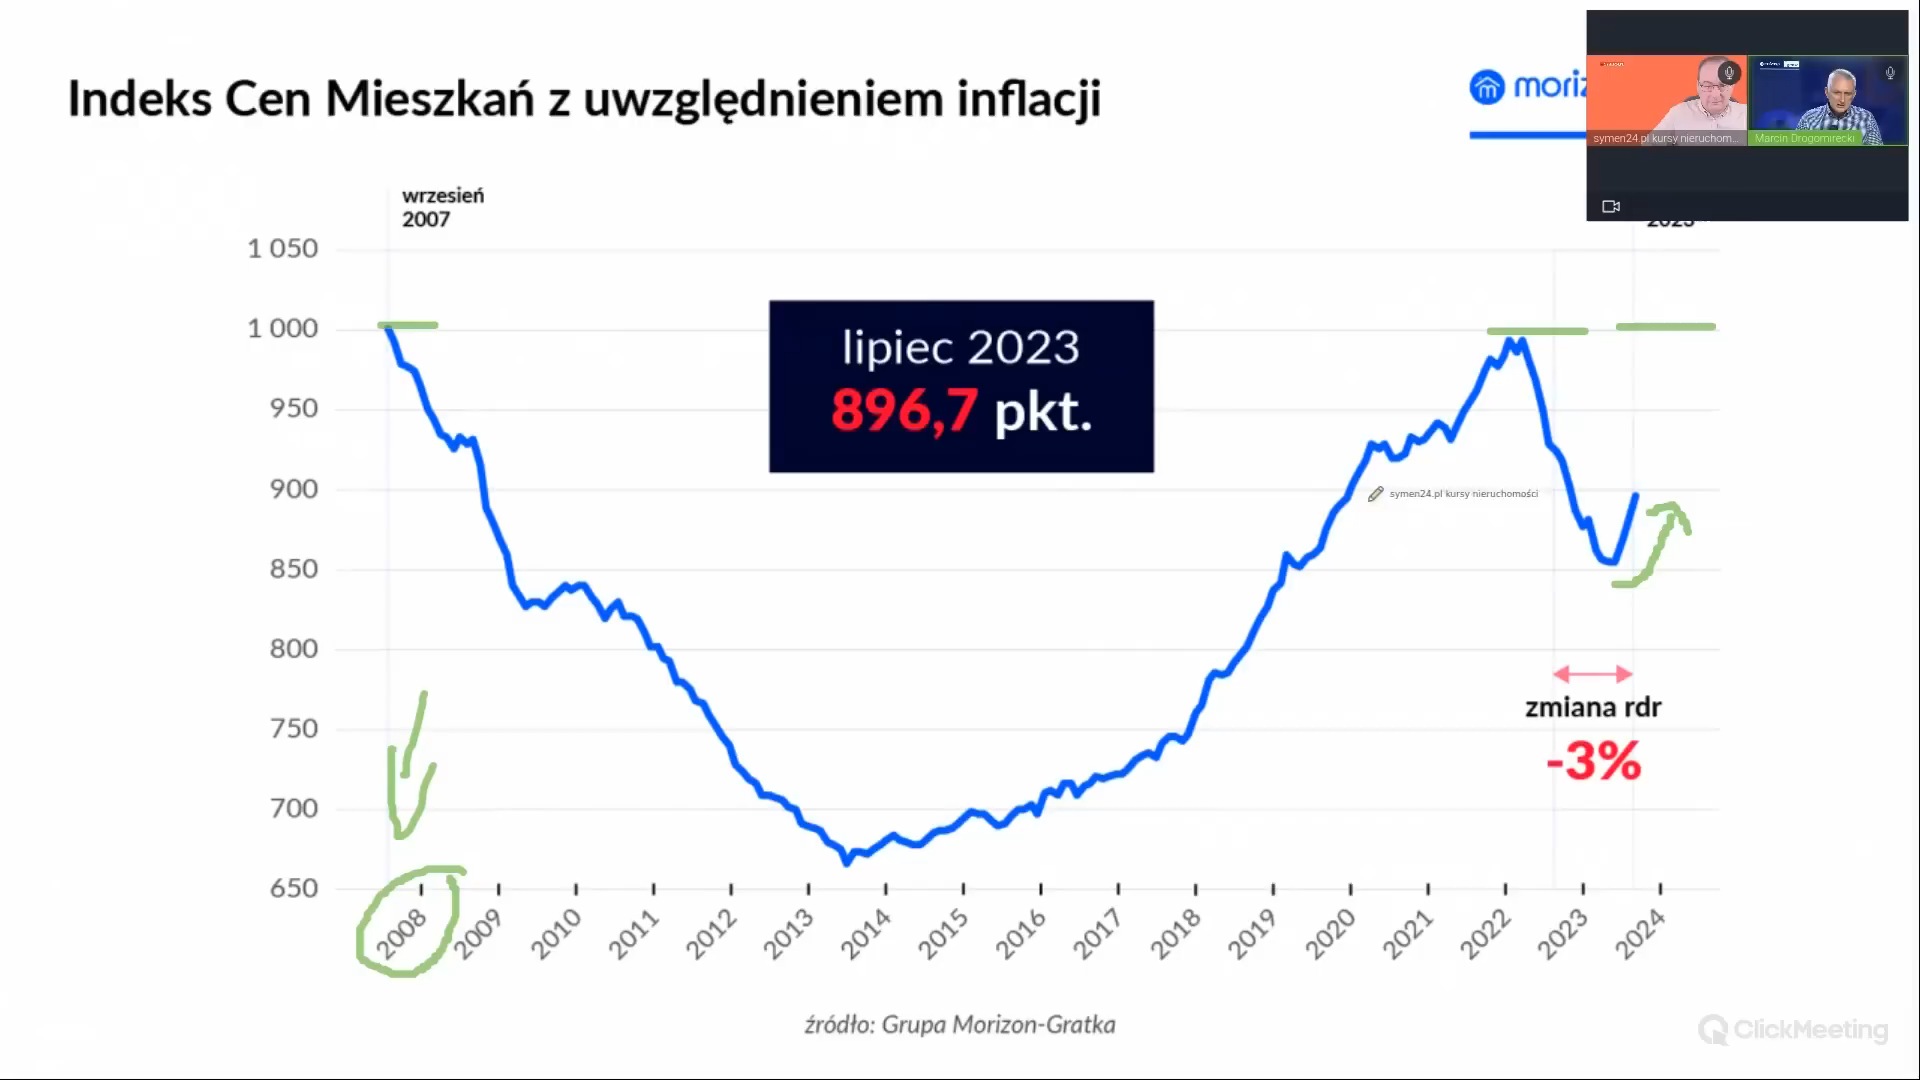 Indeks Cen Mieszkań z uwzględnieniem inflacji
moriz
symen24.pl kursy nieruchom...
Marcin Drogomirecki
wrzesień
2007
2023
1 050
1 000
950
900
850
800
750
700
650
lipiec 2023
896,7 pkt.
symen24.pl kursy nieruchomości
zmiana rdr
-3%
2008
2009
2010
2011
2012
2013
2014
2015
2016
2017
2018
2019
2020
2021
2022
2023
2024
źródło: Grupa Morizon-Gratka
ClickMeeting